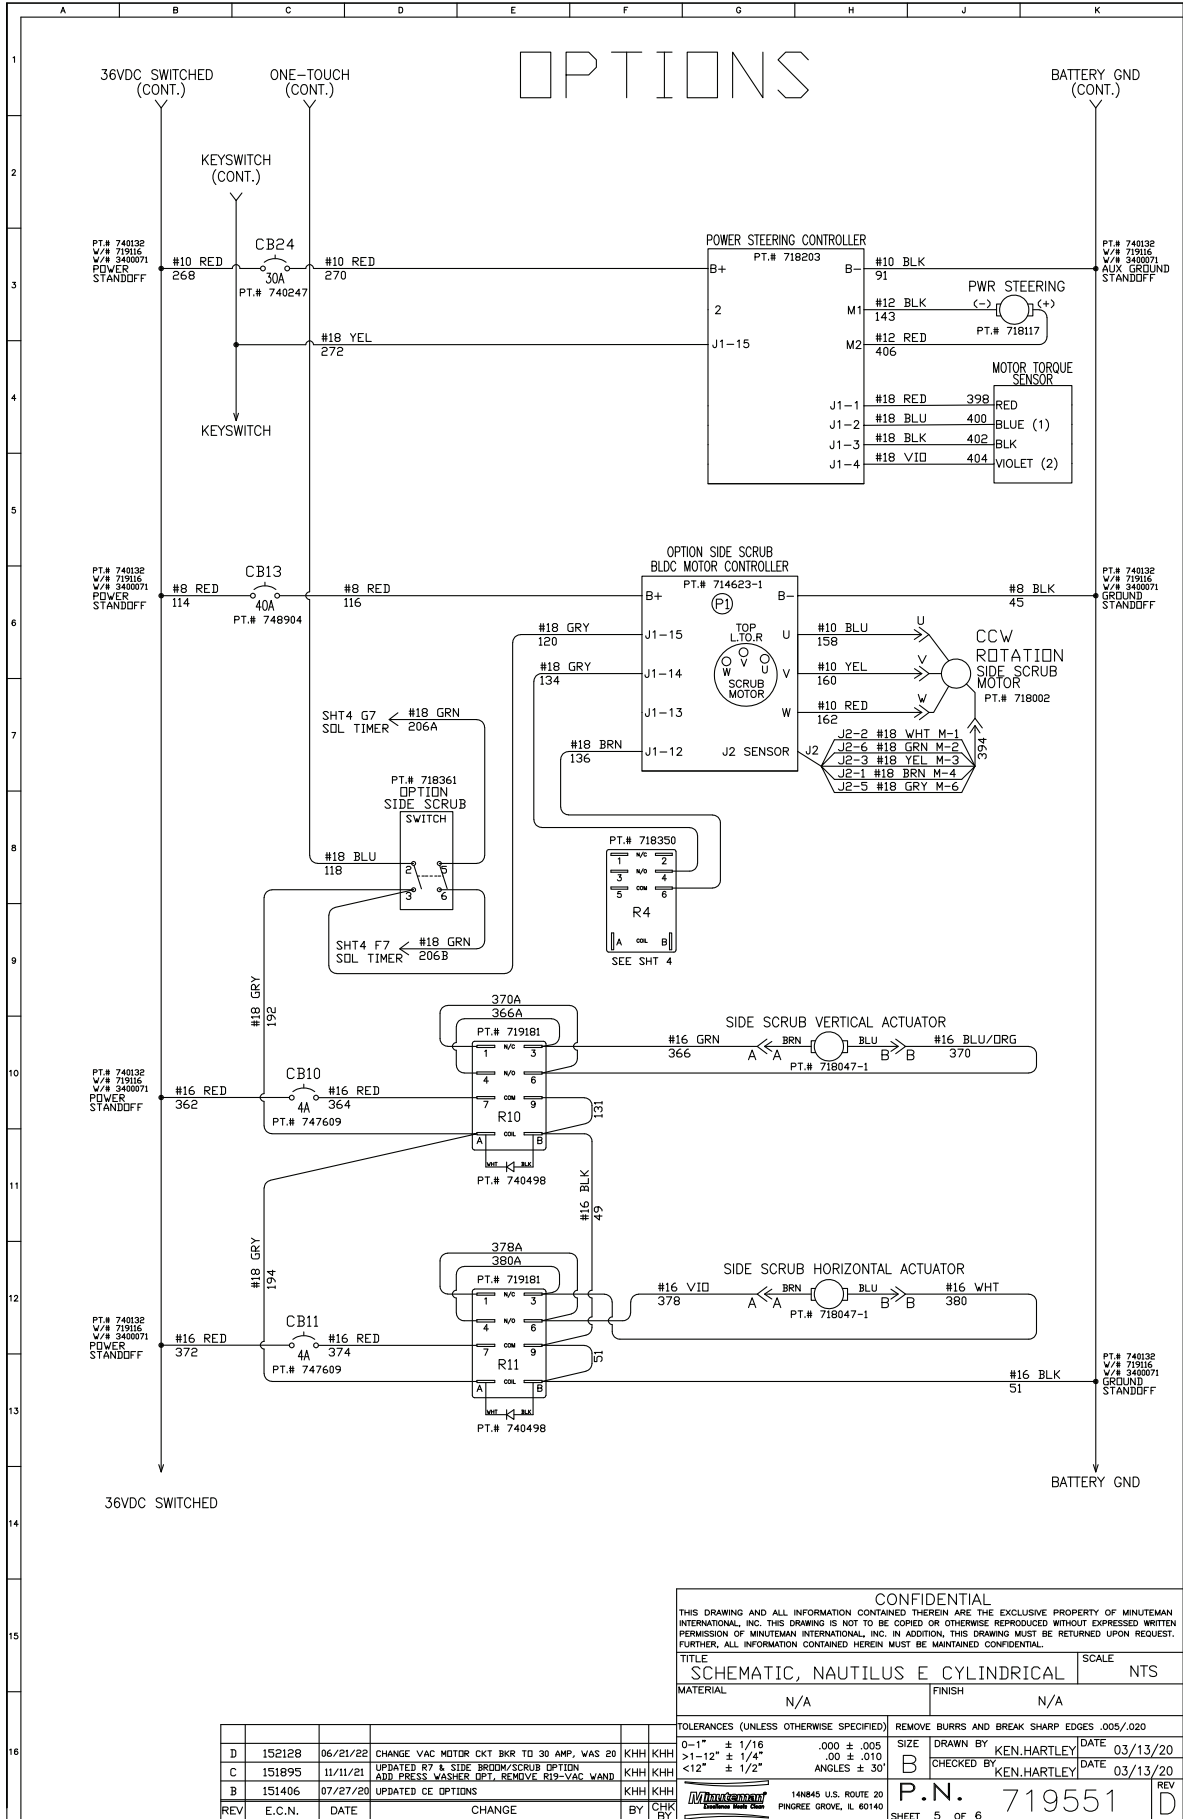 A B C D E F G H J K
1
OPTIONS
36VDC SWITCHED
(CONT.)
ONE-TOUCH
(CONT.)
BATTERY GND
(CONT.)
2
KEYSWITCH
(CONT.)
3
PT.# 740132
W/# 719116
W/# 3400071
POWER
STANDOFF
#10 RED
268
CB24
30A
PT.# 740247
#10 RED
270
POWER STEERING CONTROLLER
PT.# 718203
B+
B-
2
M1
J1-15
M2
J1-1
J1-2
J1-3
J1-4
#10 BLK
91
PT.# 740132
W/# 719116
W/# 3400071
AUX GROUND
STANDOFF
PWR STEERING
(-)
(+)
PT.# 718117
#12 BLK
143
#12 RED
406
#18 YEL
272
4
KEYSWITCH
MOTOR TORQUE
SENSOR
#18 RED 398 RED
#18 BLU 400 BLUE (1)
#18 BLK 402 BLK
#18 VIO 404 VIOLET (2)
5
6
PT.# 740132
W/# 719116
W/# 3400071
POWER
STANDOFF
#8 RED
114
CB13
40A
PT.# 748904
#8 RED
116
OPTION SIDE SCRUB
BLDC MOTOR CONTROLLER
PT.# 714623-1
B+
P1
B-
J1-15
J1-14
J1-13
J1-12
TOP
L.TO.R
W V U
SCRUB
MOTOR
U
V
W
J2 SENSOR
J2
#8 BLK
45
PT.# 740132
W/# 719116
W/# 3400071
GROUND
STANDOFF
#18 GRY
120
#18 GRY
134
#18 BRN
136
#10 BLU
158
U
#10 YEL
160
V
#10 RED
162
W
CCW
ROTATION
SIDE SCRUB
MOTOR
PT.# 718002
7
J2-2 #18 WHT M-1
J2-6 #18 GRN M-2
J2-3 #18 YEL M-3
J2-1 #18 BRN M-4
J2-5 #18 GRY M-6
394
SHT4 G7
SOL TIMER
#18 GRN
206A
PT.# 718361
OPTION
SIDE SCRUB
SWITCH
2 5
3 6
8
#18 BLU
118
PT.# 718350
1 N/C 2
3 N/O 4
5 COM 6
R4
A COIL B
SEE SHT 4
9
SHT4 F7
SOL TIMER
#18 GRN
206B
#18 GRY
192
370A
366A
PT.# 719181
1 N/C 3
4 N/O 6
7 COM 9
R10
A COIL B
WHT BLK
PT.# 740498
SIDE SCRUB VERTICAL ACTUATOR
#16 GRN
366
A A BRN BLU B B
PT.# 718047-1
#16 BLU/ORG
370
10
PT.# 740132
W/# 719116
W/# 3400071
POWER
STANDOFF
#16 RED
362
CB10
4A
PT.# 747609
#16 RED
364
131
11
#16 BLK
49
#18 GRY
194
12
378A
380A
PT.# 719181
1 N/C 3
4 N/O 6
7 COM 9
R11
A COIL B
WHT BLK
PT.# 740498
SIDE SCRUB HORIZONTAL ACTUATOR
#16 VIO
378
A A BRN BLU B B
PT.# 718047-1
#16 WHT
380
PT.# 740132
W/# 719116
W/# 3400071
POWER
STANDOFF
#16 RED
372
CB11
4A
PT.# 747609
#16 RED
374
51
#16 BLK
51
PT.# 740132
W/# 719116
W/# 3400071
GROUND
STANDOFF
13
36VDC SWITCHED
BATTERY GND
14
15
16
CONFIDENTIAL
THIS DRAWING AND ALL INFORMATION CONTAINED THEREIN ARE THE EXCLUSIVE PROPERTY OF MINUTEMAN
INTERNATIONAL, INC. THIS DRAWING IS NOT TO BE COPIED OR OTHERWISE REPRODUCED WITHOUT EXPRESSED WRITTEN
PERMISSION OF MINUTEMAN INTERNATIONAL, INC. IN ADDITION, THIS DRAWING MUST BE RETURNED UPON REQUEST.
FURTHER, ALL INFORMATION CONTAINED HEREIN MUST BE MAINTAINED CONFIDENTIAL.
TITLE
SCHEMATIC, NAUTILUS E CYLINDRICAL
SCALE
NTS
MATERIAL
N/A
FINISH
N/A
TOLERANCES (UNLESS OTHERWISE SPECIFIED)
REMOVE BURRS AND BREAK SHARP EDGES .005/.020
0-1" ± 1/16 .000 ± .005
>1-12" ± 1/4" .00 ± .010
<12" ± 1/2" ANGLES ± 30'
SIZE
B
DRAWN BY KEN.HARTLEY DATE 03/13/20
CHECKED BY KEN.HARTLEY DATE 03/13/20
Minuteman
Excellence Meets Clean
14N845 U.S. ROUTE 20
PINGREE GROVE, IL 60140
P.N. 719551
REV
D
SHEET 5 OF 6
D 152128 06/21/22 CHANGE VAC MOTOR CKT BKR TO 30 AMP, WAS 20 KHH KHH
C 151895 11/11/21 UPDATED R7 & SIDE BROOM/SCRUB OPTION
ADD PRESS WASHER OPT, REMOVE R19-VAC WAND KHH KHH
B 151406 07/27/20 UPDATED CE OPTIONS KHH KHH
REV E.C.N. DATE CHANGE BY CHK BY